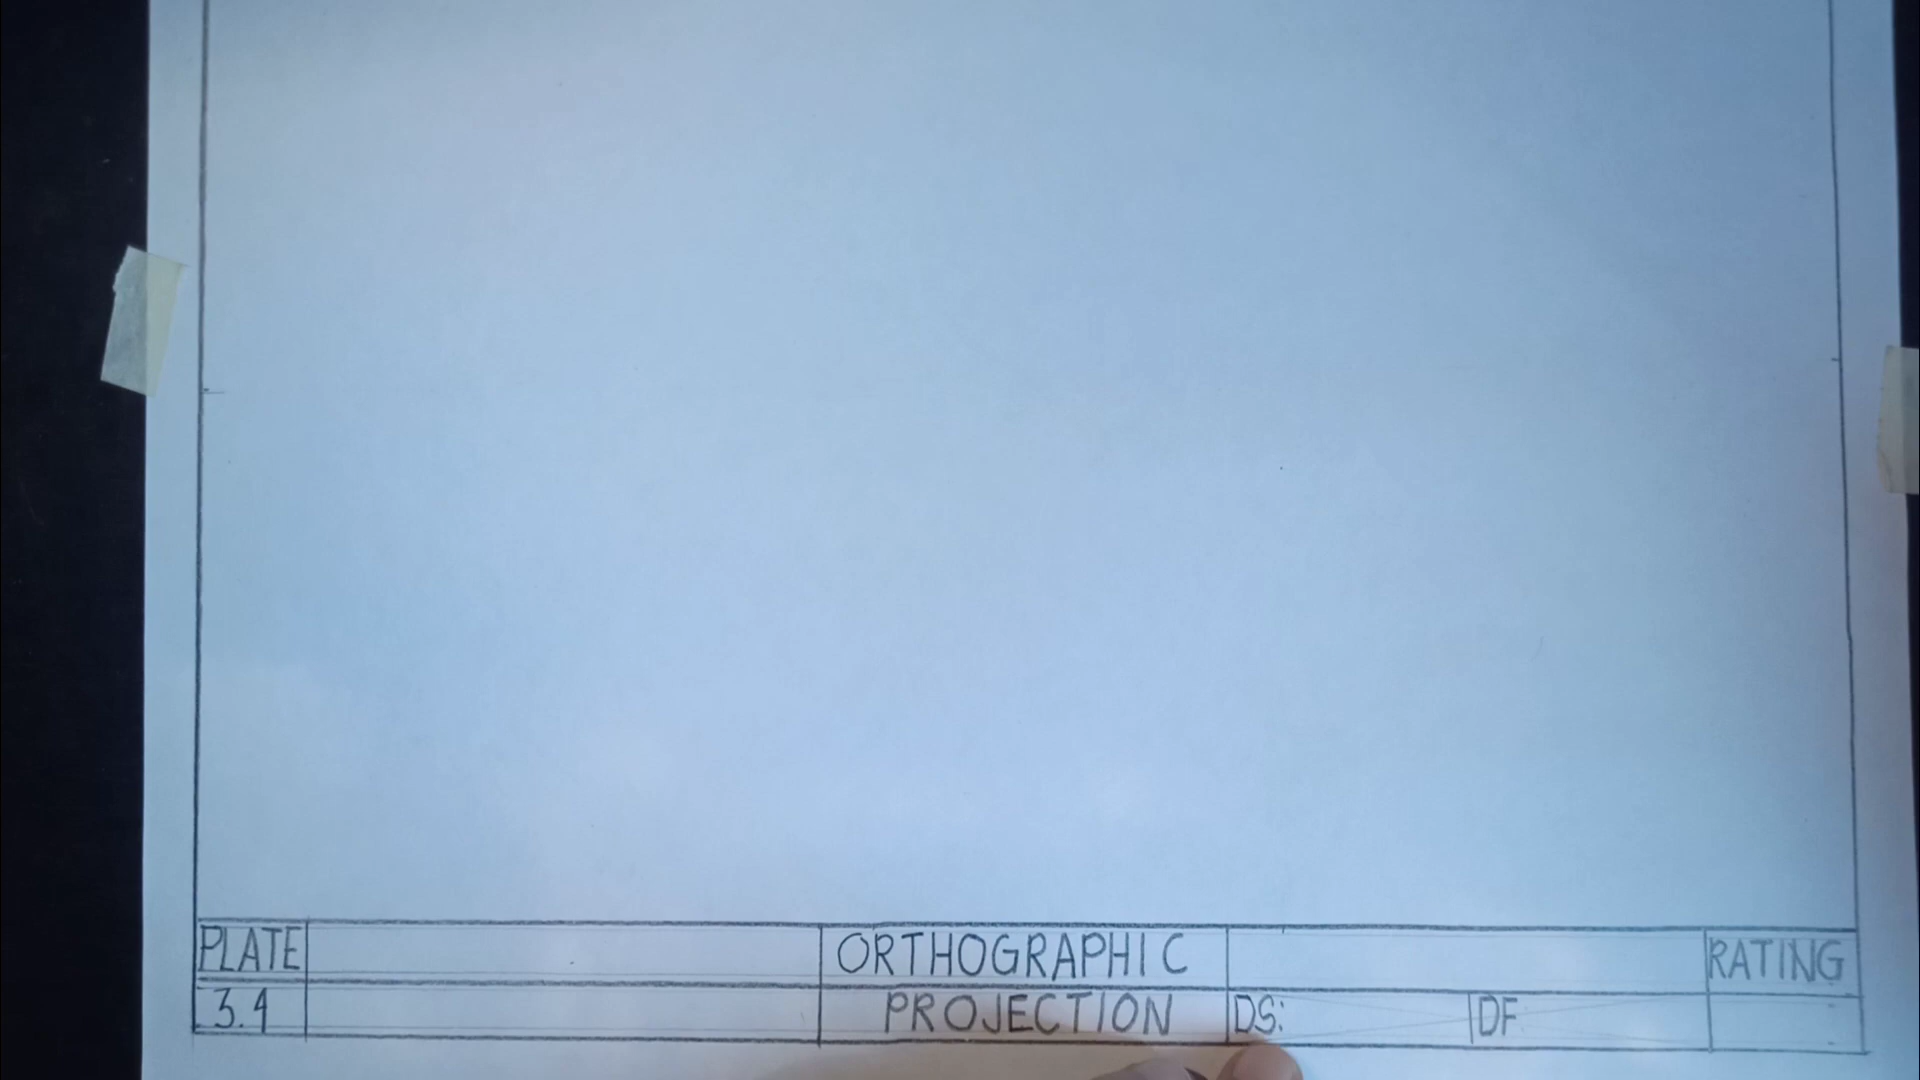 PLATE
ORTHOGRAPHIC
RATING
3.4
PROJECTION
DS:
DF